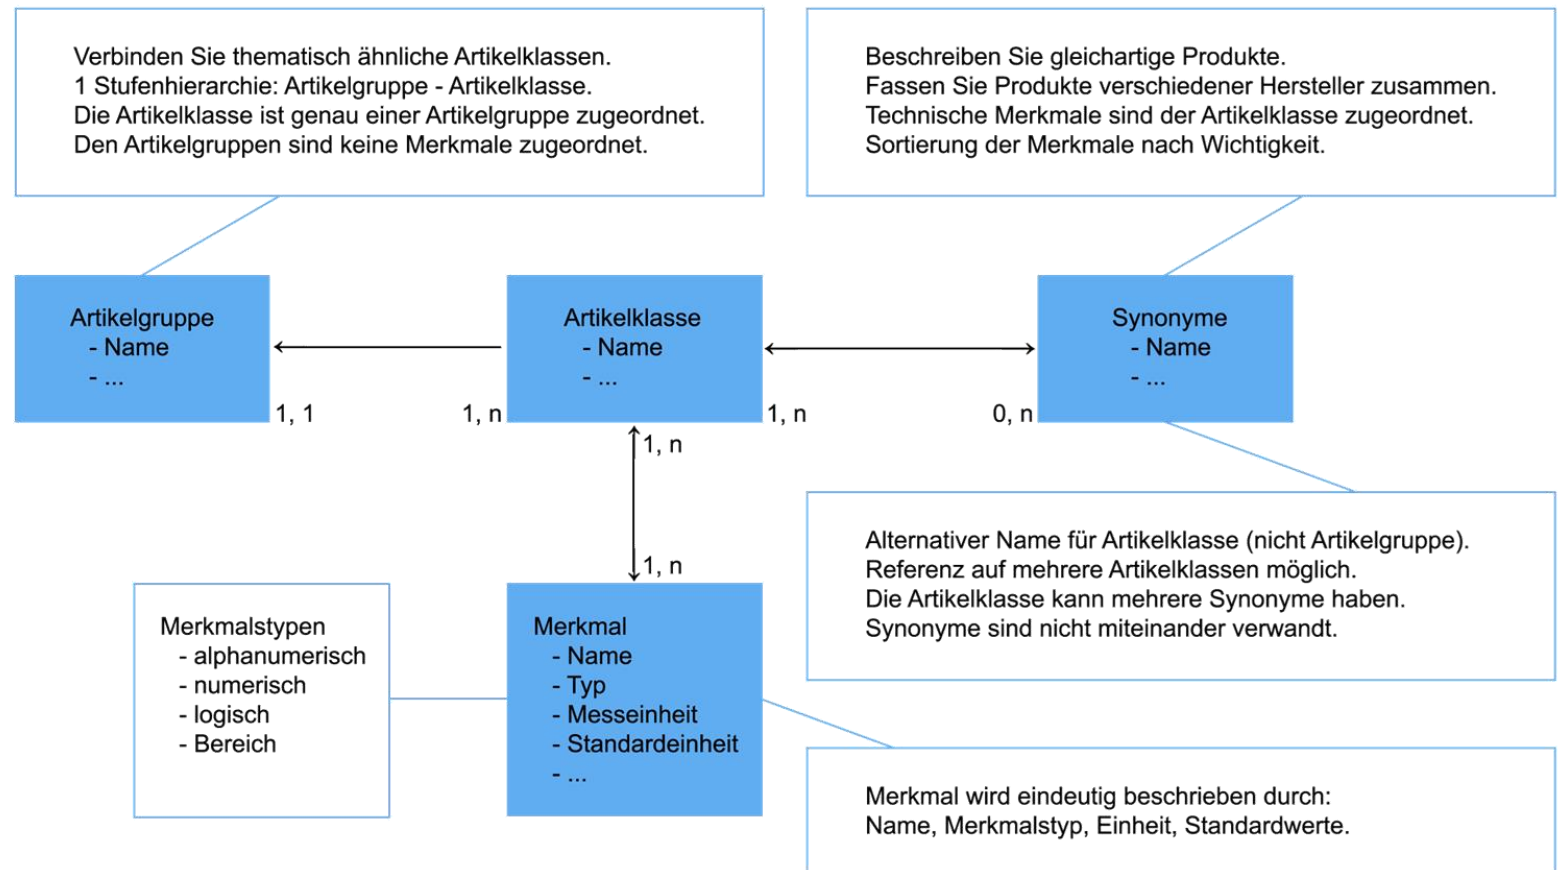 Verbinden Sie thematisch ähnliche Artikelklassen.
1 Stufenhierarchie: Artikelgruppe - Artikelklasse.
Die Artikelklasse ist genau einer Artikelgruppe zugeordnet.
Den Artikelgruppen sind keine Merkmale zugeordnet.
Beschreiben Sie gleichartige Produkte.
Fassen Sie Produkte verschiedener Hersteller zusammen.
Technische Merkmale sind der Artikelklasse zugeordnet.
Sortierung der Merkmale nach Wichtigkeit.
Artikelgruppe
- Name
- ...
1, 1
1, n
Artikelklasse
- Name
- ...
1, n
0, n
Synonyme
- Name
- ...
1, n
1, n
Alternativer Name für Artikelklasse (nicht Artikelgruppe).
Referenz auf mehrere Artikelklassen möglich.
Die Artikelklasse kann mehrere Synonyme haben.
Synonyme sind nicht miteinander verwandt.
Merkmalstypen
- alphanumerisch
- numerisch
- logisch
- Bereich
Merkmal
- Name
- Typ
- Messeinheit
- Standardeinheit
- ...
Merkmal wird eindeutig beschrieben durch:
Name, Merkmalstyp, Einheit, Standardwerte.